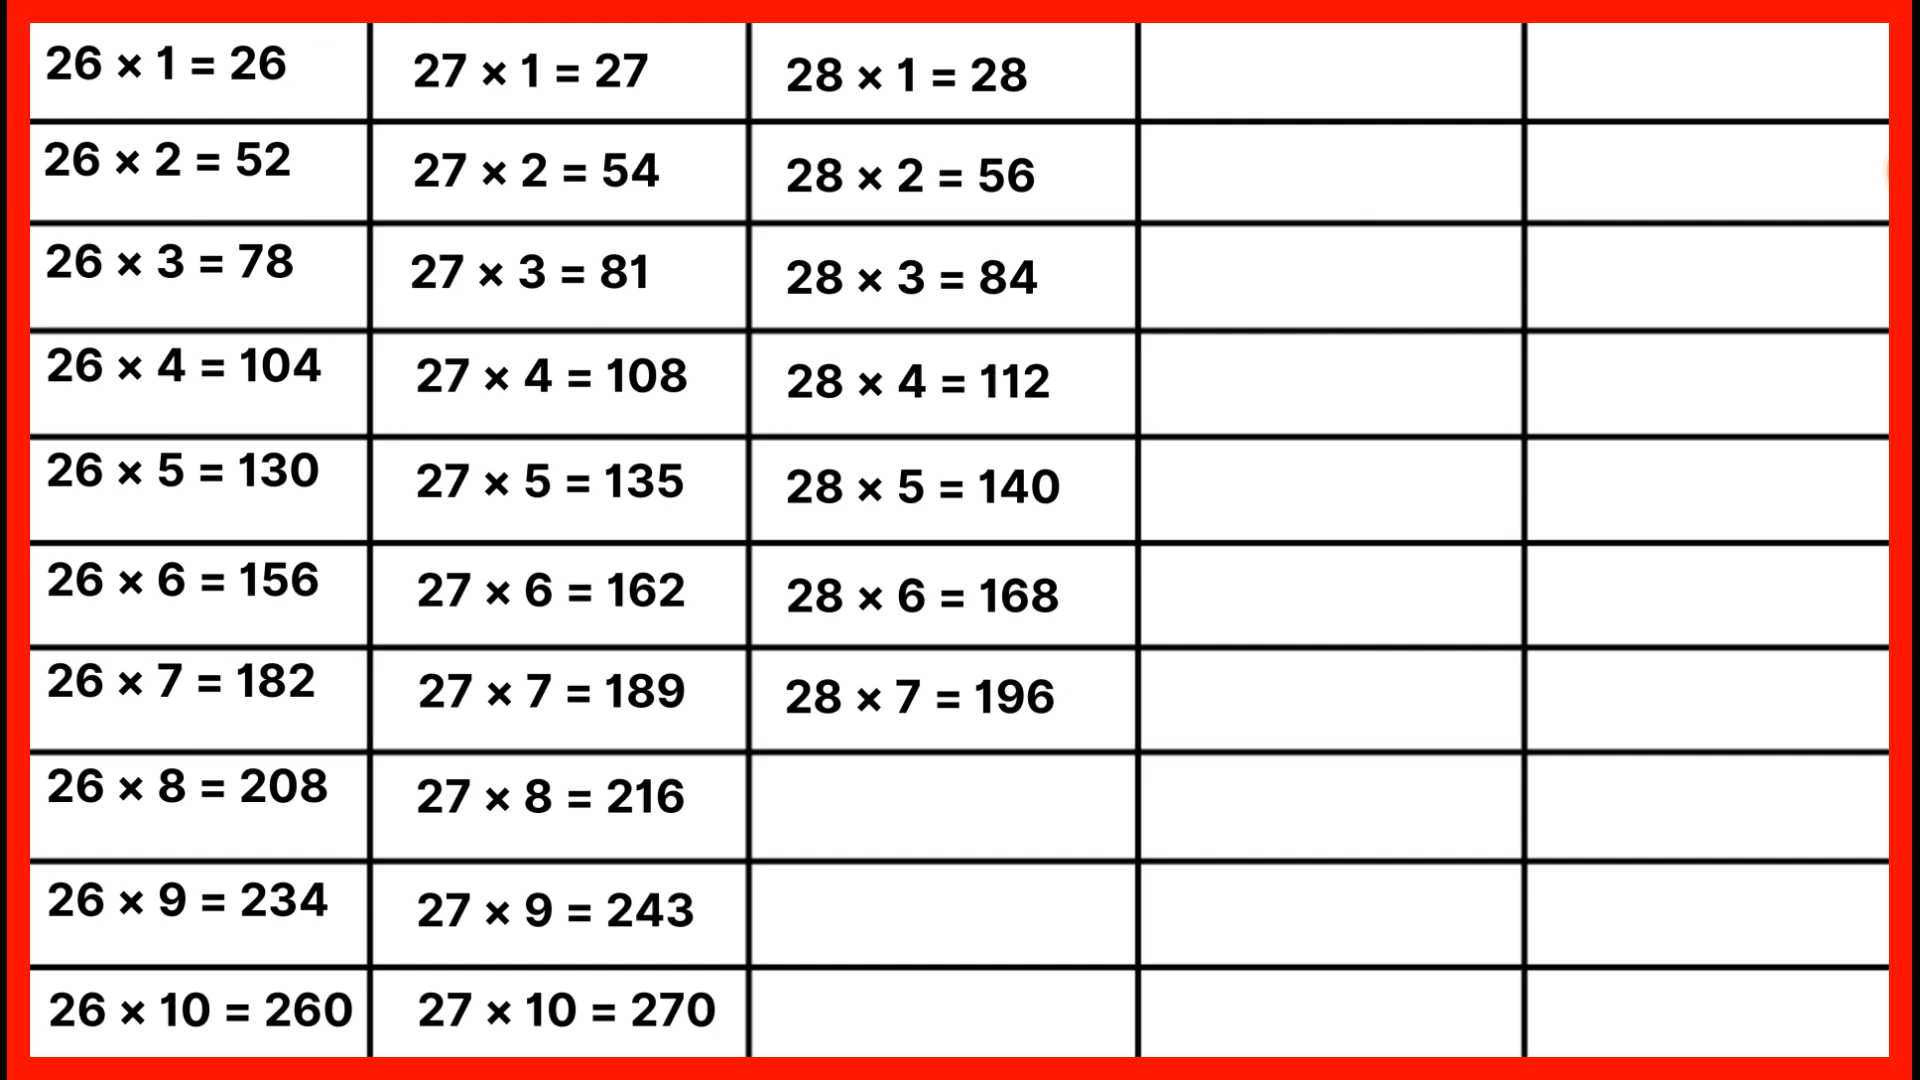 26 × 1 = 26
26 × 2 = 52
26 × 3 = 78
26 × 4 = 104
26 × 5 = 130
26 × 6 = 156
26 × 7 = 182
26 × 8 = 208
26 × 9 = 234
26 × 10 = 260
27 × 1 = 27
27 × 2 = 54
27 × 3 = 81
27 × 4 = 108
27 × 5 = 135
27 × 6 = 162
27 × 7 = 189
27 × 8 = 216
27 × 9 = 243
27 × 10 = 270
28 × 1 = 28
28 × 2 = 56
28 × 3 = 84
28 × 4 = 112
28 × 5 = 140
28 × 6 = 168
28 × 7 = 196